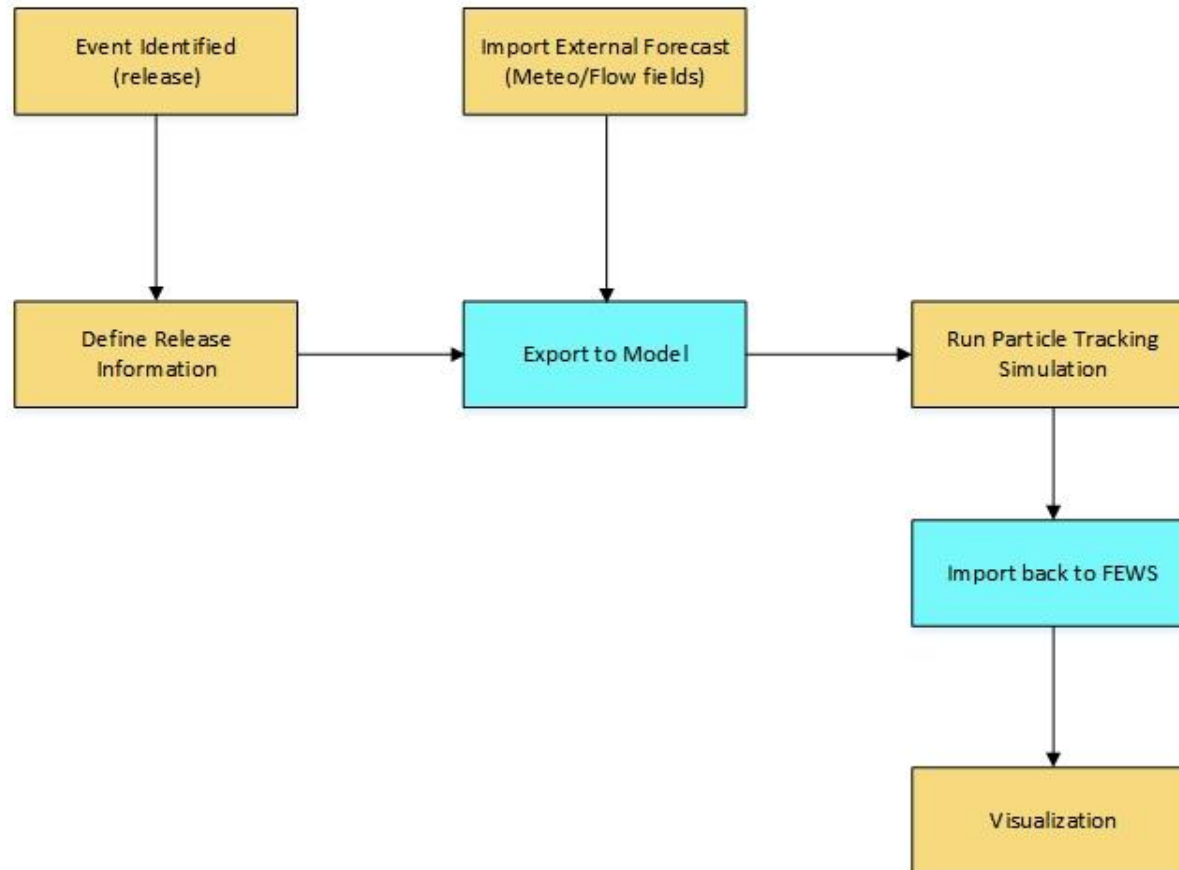 Event Identified
(release)
Import External Forecast
(Meteo/Flow fields)
Define Release
Information
Export to Model
Run Particle Tracking
Simulation
Import back to FEWS
Visualization